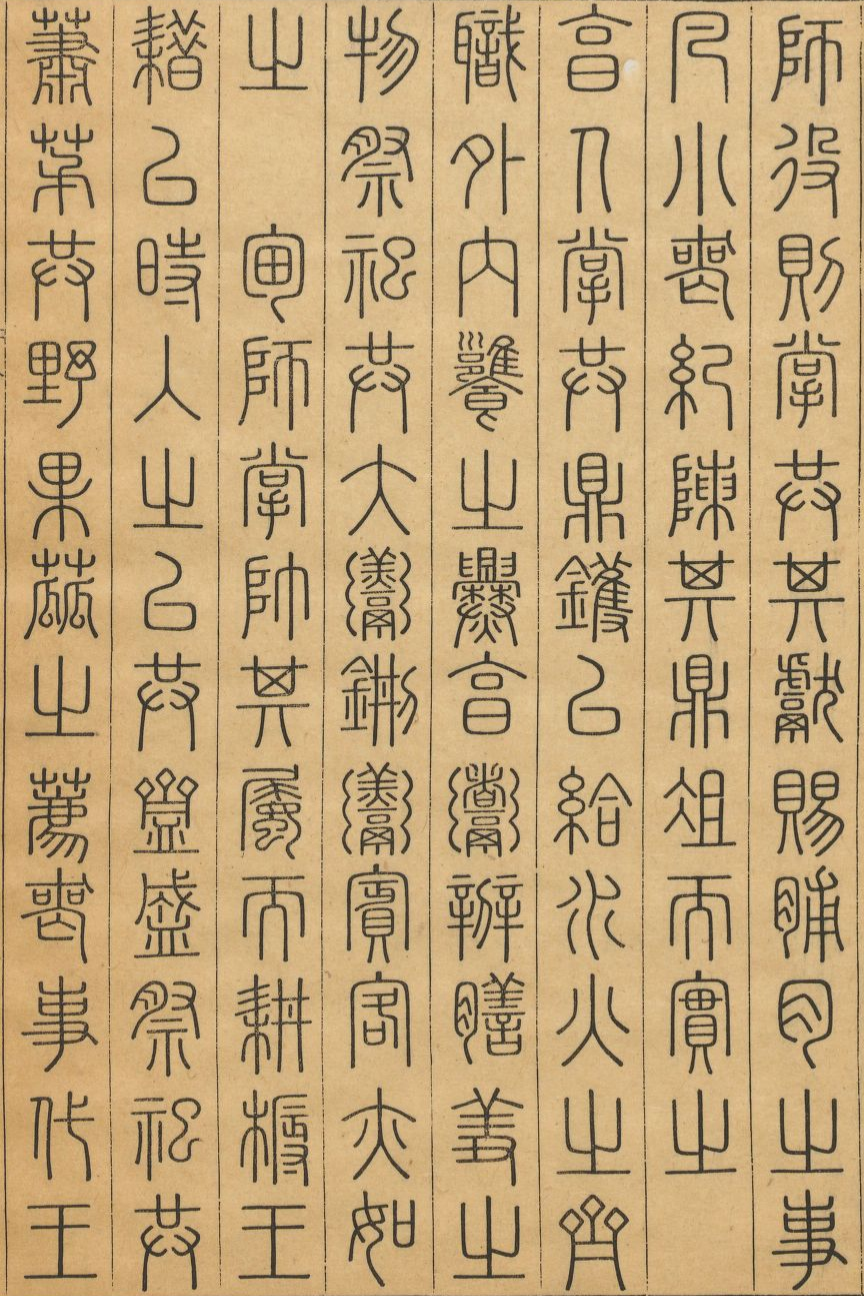 師役則掌共其獻賜脯肉之事
凡小喪紀陳其鼎俎而實之
亨人掌共鼎鑊以給水火之齊
職外內饔之爨亨煮辨膳羞之
物祭祀共大羹鉶羹賓客亦如
之 甸師掌帥其屬而耕耨王
耤以時入之以共齍盛祭祀共
蕭茅共野果蓏之薦喪事代王